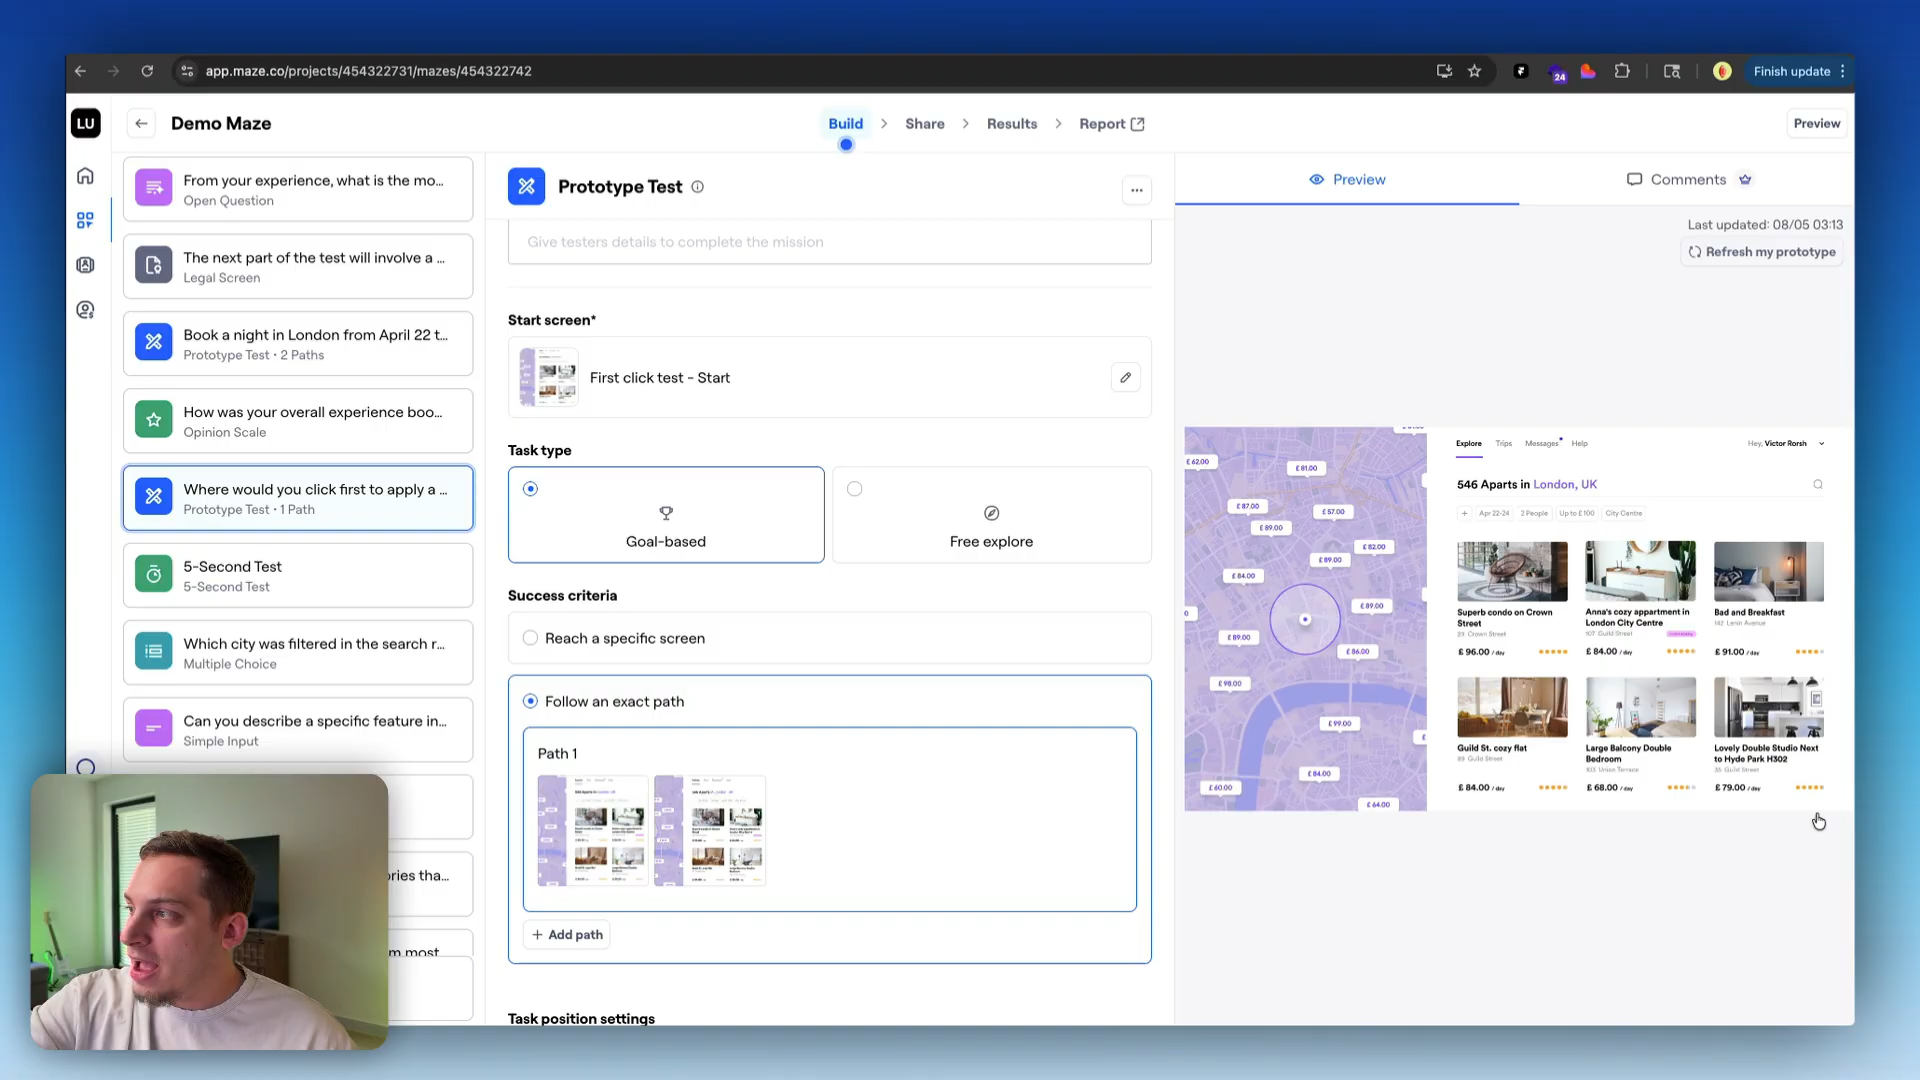 app.maze.co/projects/454322731/mazes/454322742
24
Finish update
LU
Demo Maze
Build
Share
Results
Report
Preview
From your experience, what is the mo...
Open Question
The next part of the test will involve a ...
Legal Screen
Book a night in London from April 22 t...
Prototype Test • 2 Paths
How was your overall experience boo...
Opinion Scale
Where would you click first to apply a ...
Prototype Test • 1 Path
5-Second Test
5-Second Test
Which city was filtered in the search r...
Multiple Choice
Can you describe a specific feature in...
Simple Input
ories tha...
m most
Prototype Test
Give testers details to complete the mission
Start screen*
First click test - Start
Task type
Goal-based
Free explore
Success criteria
Reach a specific screen
Follow an exact path
Path 1
+ Add path
Task position settings
Preview
Comments
Last updated: 08/05 03:13
Refresh my prototype
£ 62.00
£ 81.00
£ 87.00
£ 57.00
£ 89.00
£ 82.00
£ 89.00
£ 84.00
£ 89.00
£ 89.00
£ 86.00
£ 98.00
£ 99.00
£ 84.00
£ 60.00
£ 64.00
Explore
Trips
Messages
Help
Hey, Victor Rorsh
546 Aparts in London, UK
+
Apr 22-24
2 People
Up to £ 100
City Centre
Superb condo on Crown
Street
23 Crown Street
£ 96.00 / day
Anna's cozy appartment in
London City Centre
107 Guild Street
£ 84.00 / day
Bad and Breakfast
142 Lenin Avenue
£ 91.00 / day
Guild St. cozy flat
89 Guild Street
£ 84.00 / day
Large Balcony Double
Bedroom
103 Union Terrace
£ 68.00 / day
Lovely Double Studio Next
to Hyde Park H302
35 Guild Street
£ 79.00 / day